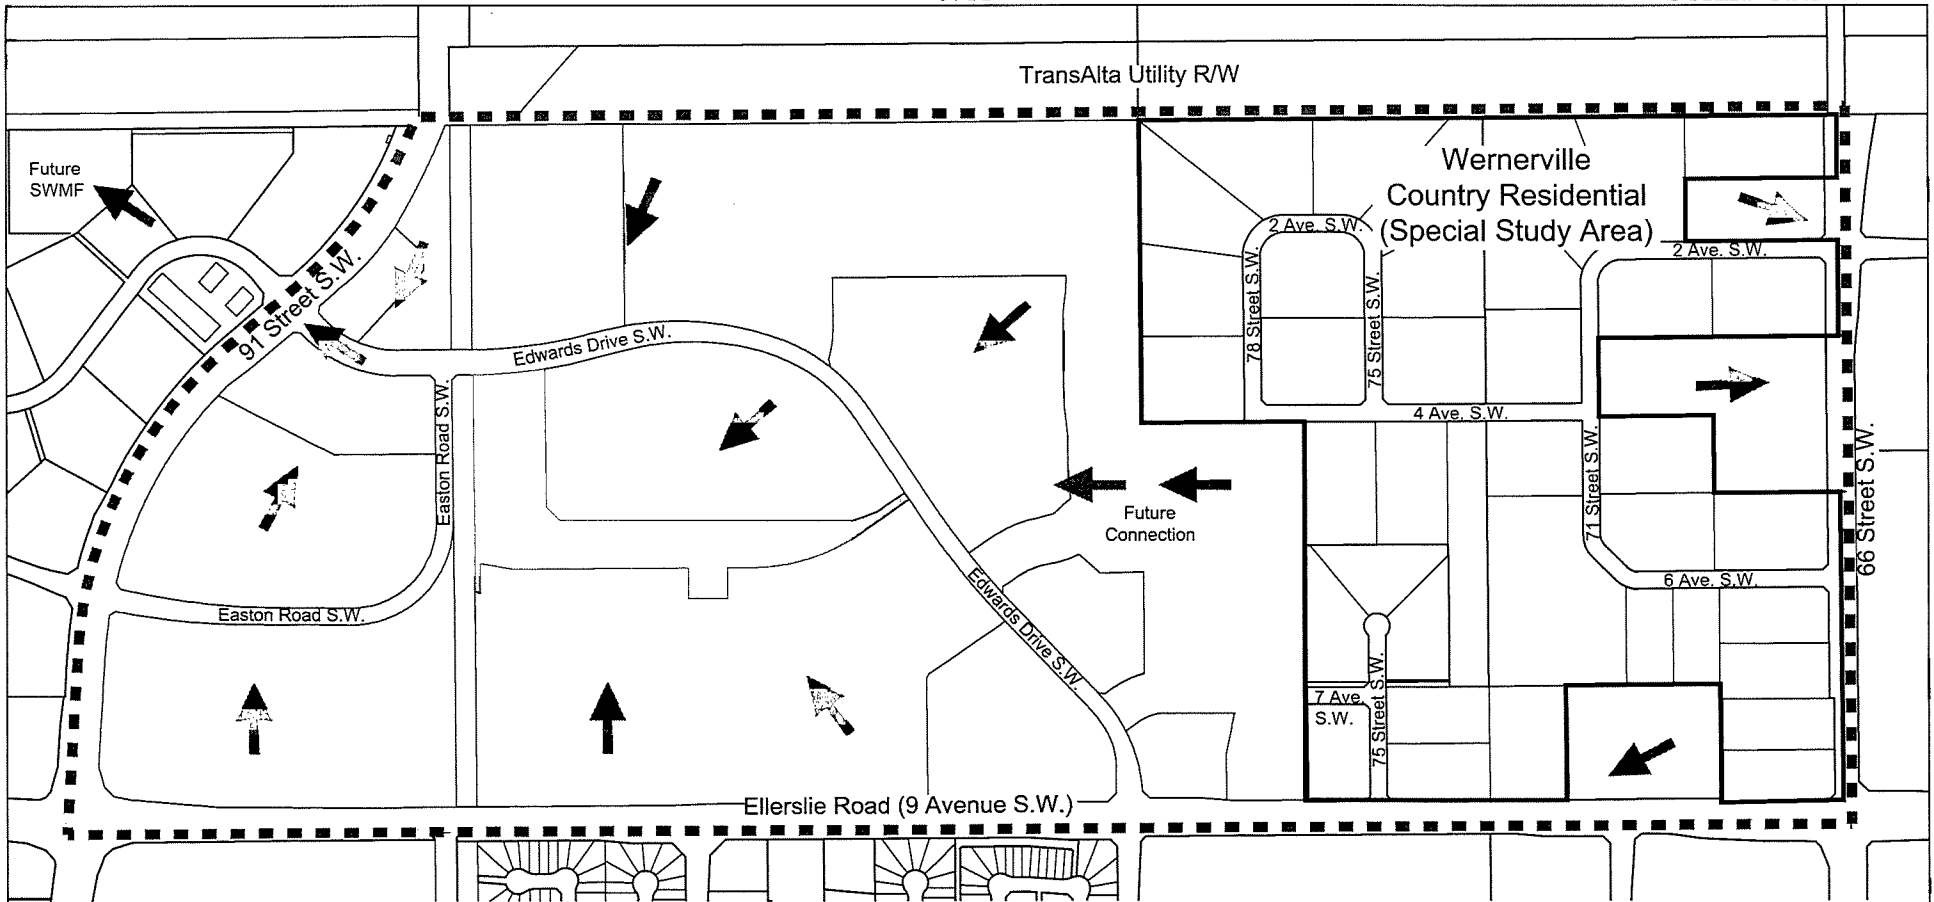 TransAlta Utility R/W
Future
SWMF
Wernerville
Country Residential
(Special Study Area)
2 Ave. S.W.
2 Ave. S.W.
78 Street S.W.
75 Street S.W.
91 Street S.W.
Edwards Drive S.W.
Easton Road S.W.
4 Ave. S.W.
71 Street S.W.
66 Street S.W.
Future
Connection
6 Ave. S.W.
Easton Road S.W.
Edwards Drive S.W.
7 Ave.
S.W.
75 Street S.W.
Ellerslie Road (9 Avenue S.W.)